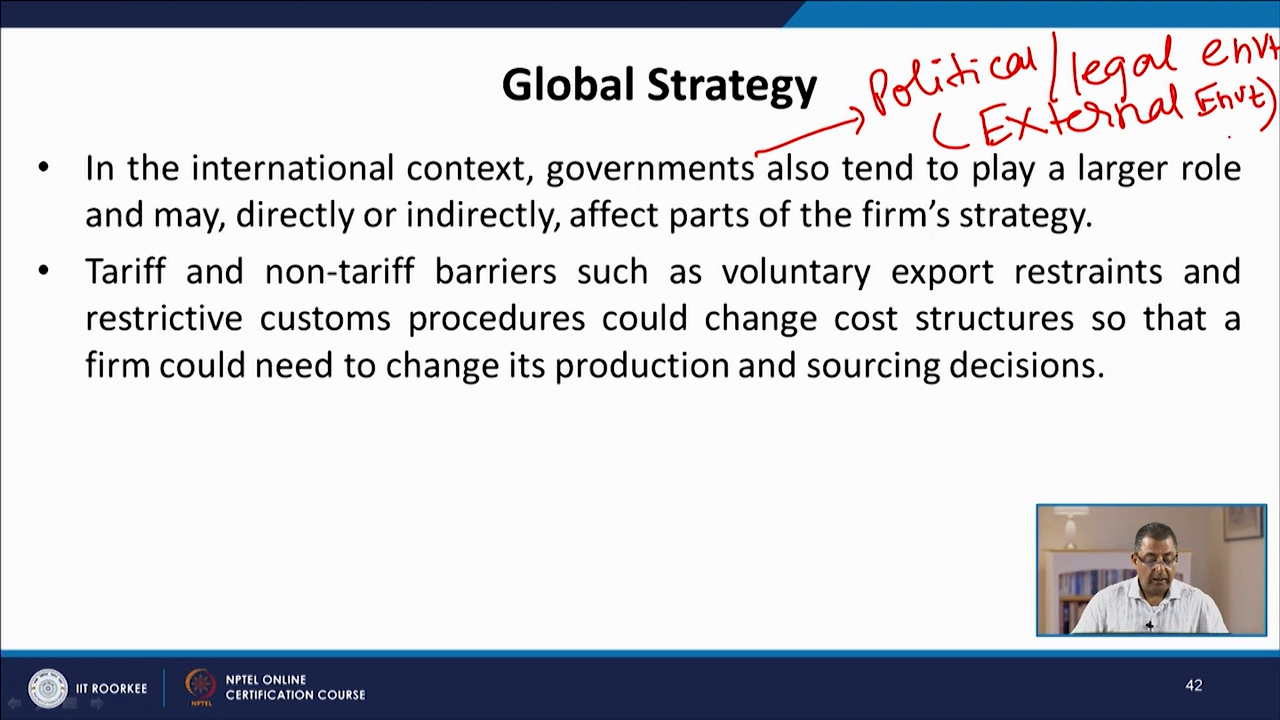 Global Strategy
Political / legal envt
(External Envt)
• In the international context, governments also tend to play a larger role
and may, directly or indirectly, affect parts of the firm's strategy.
• Tariff and non-tariff barriers such as voluntary export restraints and
restrictive customs procedures could change cost structures so that a
firm could need to change its production and sourcing decisions.
IIT ROORKEE
NPTEL
NPTEL ONLINE
CERTIFICATION COURSE
42